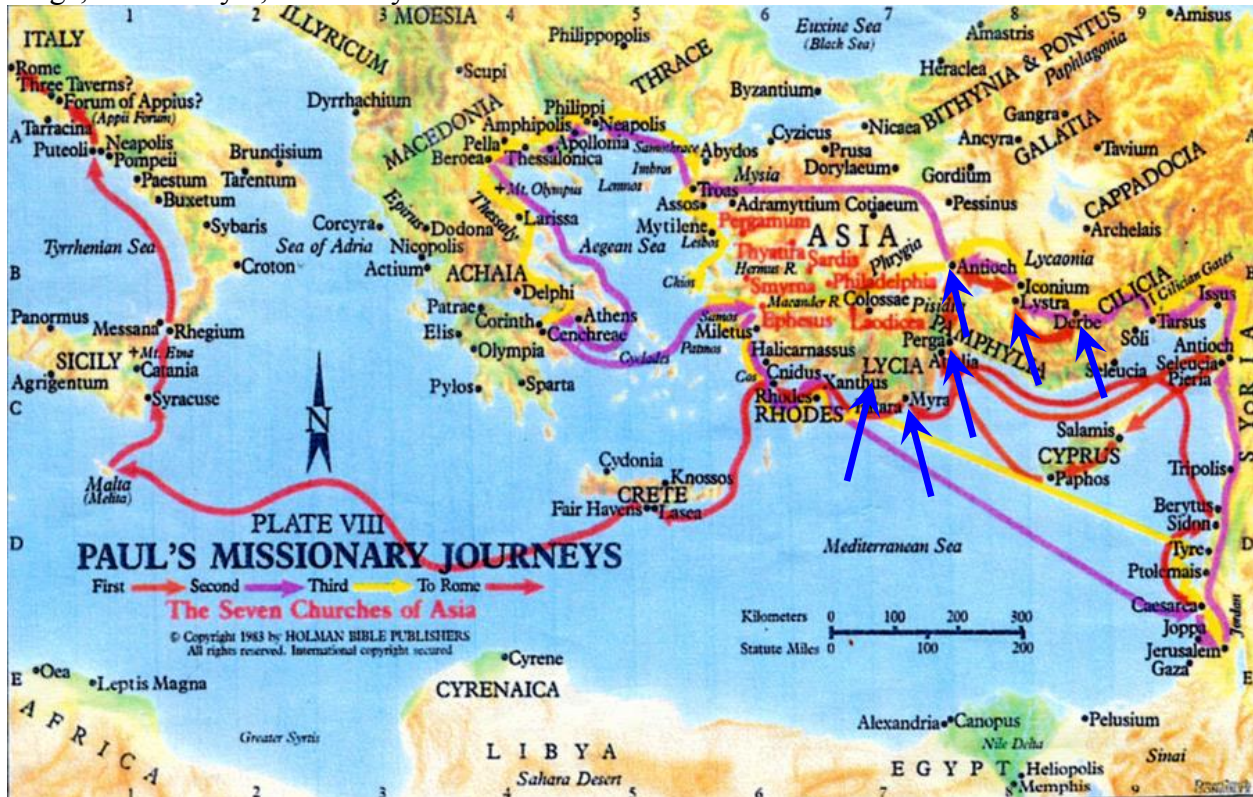 1 2 3 4 5 6 7 8 9
ITALY
Rome
Three Taverns?
Forum of Appius?
(Appii Forum)
Tarracina
Puteoli
Neapolis
Pompeii
Paestum
Buxetum
Brundisium
Tarentum
Sybaris
Croton
Tyrrhenian Sea
Panormus
Messana
Rhegium
SICILY
Mt. Etna
Catania
Agrigentum
Syracuse
Malta
(Melita)
ILLYRICUM
MOESIA
Scupi
Dyrrhachium
Philippopolis
THRACE
MACEDONIA
Philippi
Amphipolis
Neapolis
Pella
Apollonia
Beroea
Thessalonica
Samothrace
Imbros
Lemnos
Mt. Olympus
Thessaly
Epirus
Corcyra
Sea of Adria
Dodona
Nicopolis
Actium
Larissa
Aegean Sea
ACHAIA
Delphi
Patrae
Corinth
Athens
Cenchreae
Elis
Olympia
Cyclades
Pylos
Sparta
Cydonia
Knossos
CRETE
Fair Havens
Lasea
Euxine Sea
(Black Sea)
Byzantium
Amastris
Amisus
Heraclea
BITHYNIA & PONTUS
Paphlagonia
Cyzicus
Nicaea
Prusa
Dorylaeum
Gangra
Ancyra
GALATIA
Tavium
Gordium
CAPPADOCIA
Abydos
Mysia
Troas
Assos
Adramyttium
Cotiaeum
Pessinus
Archelais
Mytilene
Lesbos
Pergamum
ASIA
Thyatira
Sardis
Phrygia
Hermus R.
Chios
Smyrna
Philadelphia
Antioch
Lycaonia
Iconium
Lystra
CILICIA
Cilician Gates
Issus
Maeander R.
Colossae
Pisidia
Ephesus
Laodicea
Derbe
Tarsus
Samos
Patmos
Miletus
Perga
PAMPHYLIA
Soli
Antioch
Halicarnassus
LYCIA
Seleucia
Seleucia
Pieria
Cos
Cnidus
Xanthus
Rhodes
Myra
RHODES
Salamis
CYPRUS
Paphos
SYRIA
Tripolis
Berytus
Sidon
Tyre
Ptolemais
Caesarea
Joppa
Jordan
Jerusalem
Gaza
Mediterranean Sea
A
B
C
D
E
N
PLATE VIII
PAUL'S MISSIONARY JOURNEYS
First Second Third To Rome
The Seven Churches of Asia
© Copyright 1983 by HOLMAN BIBLE PUBLISHERS
All rights reserved. International copyright secured
Kilometers 0 100 200 300
Statute Miles 0 100 200
Oea
Leptis Magna
Cyrene
CYRENAICA
AFRICA
Greater Syrtis
LIBYA
Sahara Desert
Alexandria
Canopus
Pelusium
Nile Delta
EGYPT
Heliopolis
Memphis
Sinai
1 2 3 4 5 6 7 8 9